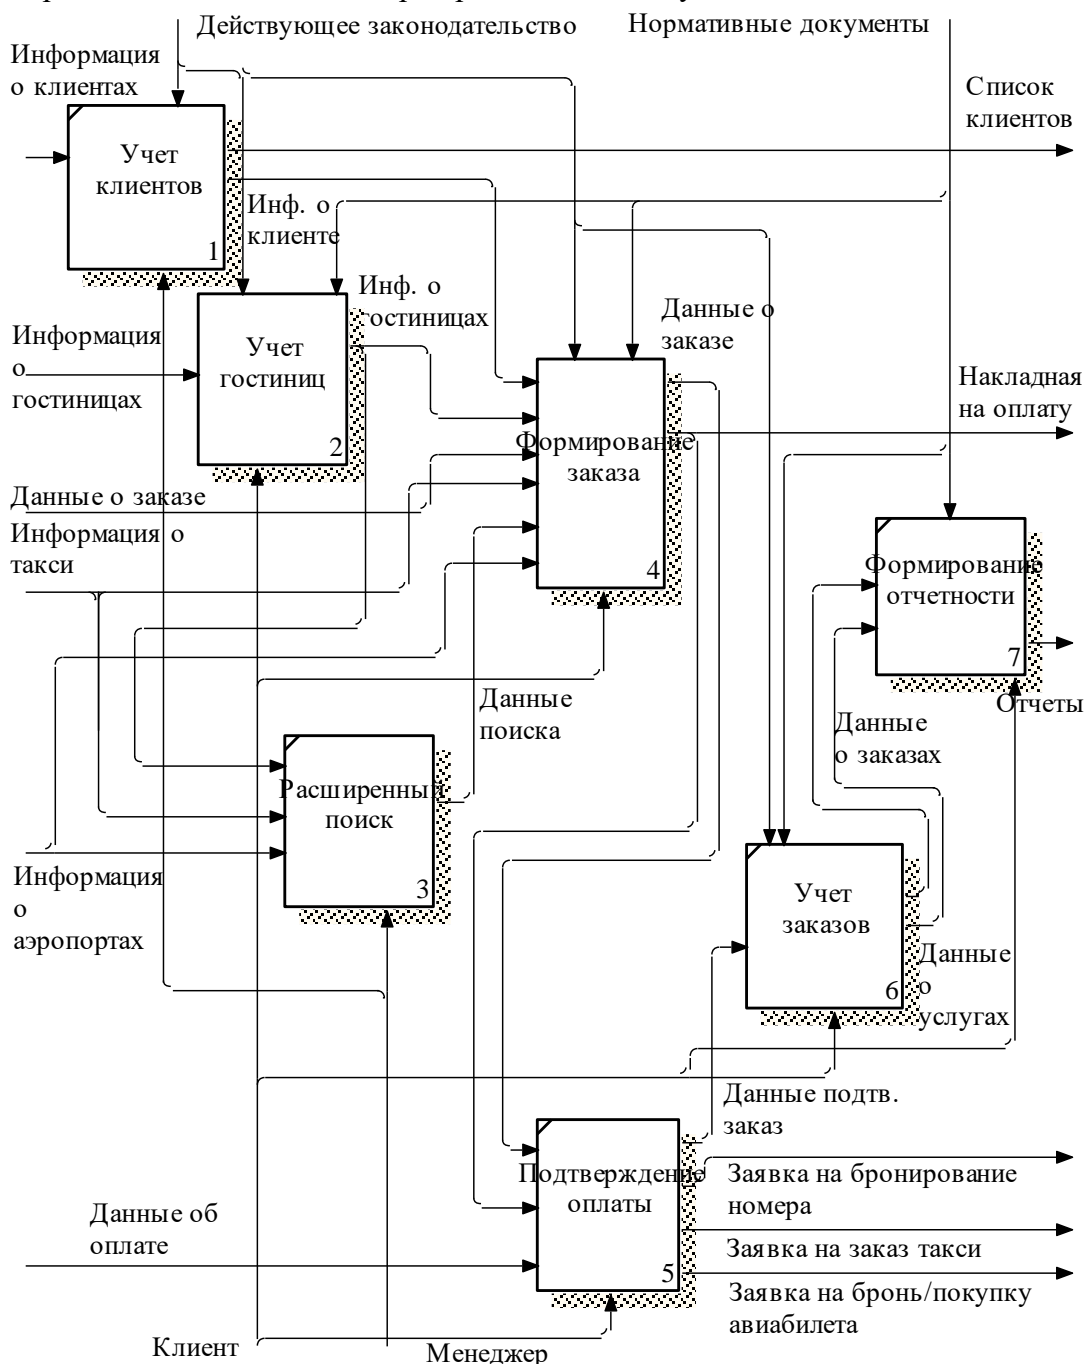 Действующее законодательство
Нормативные документы
Информация
о клиентах
Список
клиентов
Учет
клиентов
1
Инф. о
клиенте
Инф. о
гостиницах
Данные о
заказе
Информация
о
гостиницах
Учет
гостиниц
2
Накладная
на оплату
Формирование
заказа
4
Данные о заказе
Информация о
такси
Формирование
отчетности
7
Отчеты
Данные
поиска
Данные
о заказах
Расширенный
поиск
3
Информация
о
аэропортах
Учет
заказов
6
Данные
о
услугах
Данные подтв.
заказ
Подтверждение
оплаты
5
Заявка на бронирование
номера
Данные об
оплате
Заявка на заказ такси
Заявка на бронь/покупку
авиабилета
Клиент
Менеджер